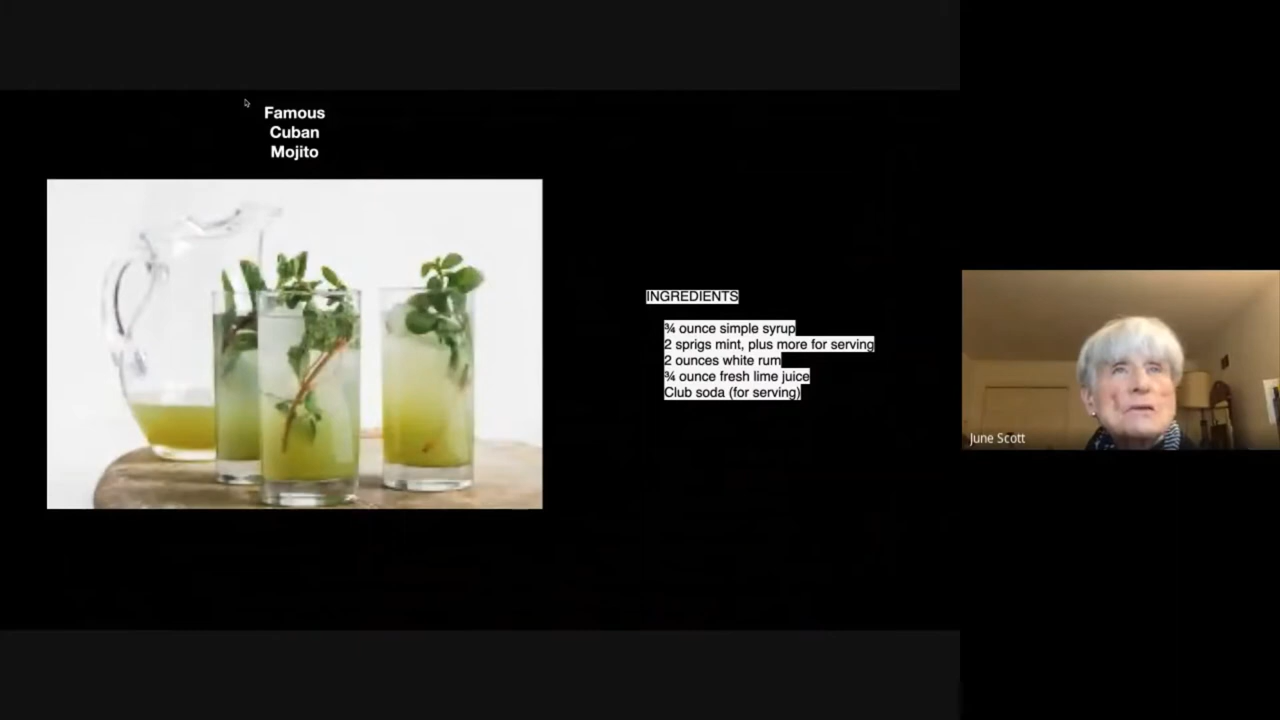 Famous
Cuban
Mojito
INGREDIENTS
¾ ounce simple syrup
2 sprigs mint, plus more for serving
2 ounces white rum
¾ ounce fresh lime juice
Club soda (for serving)
June Scott